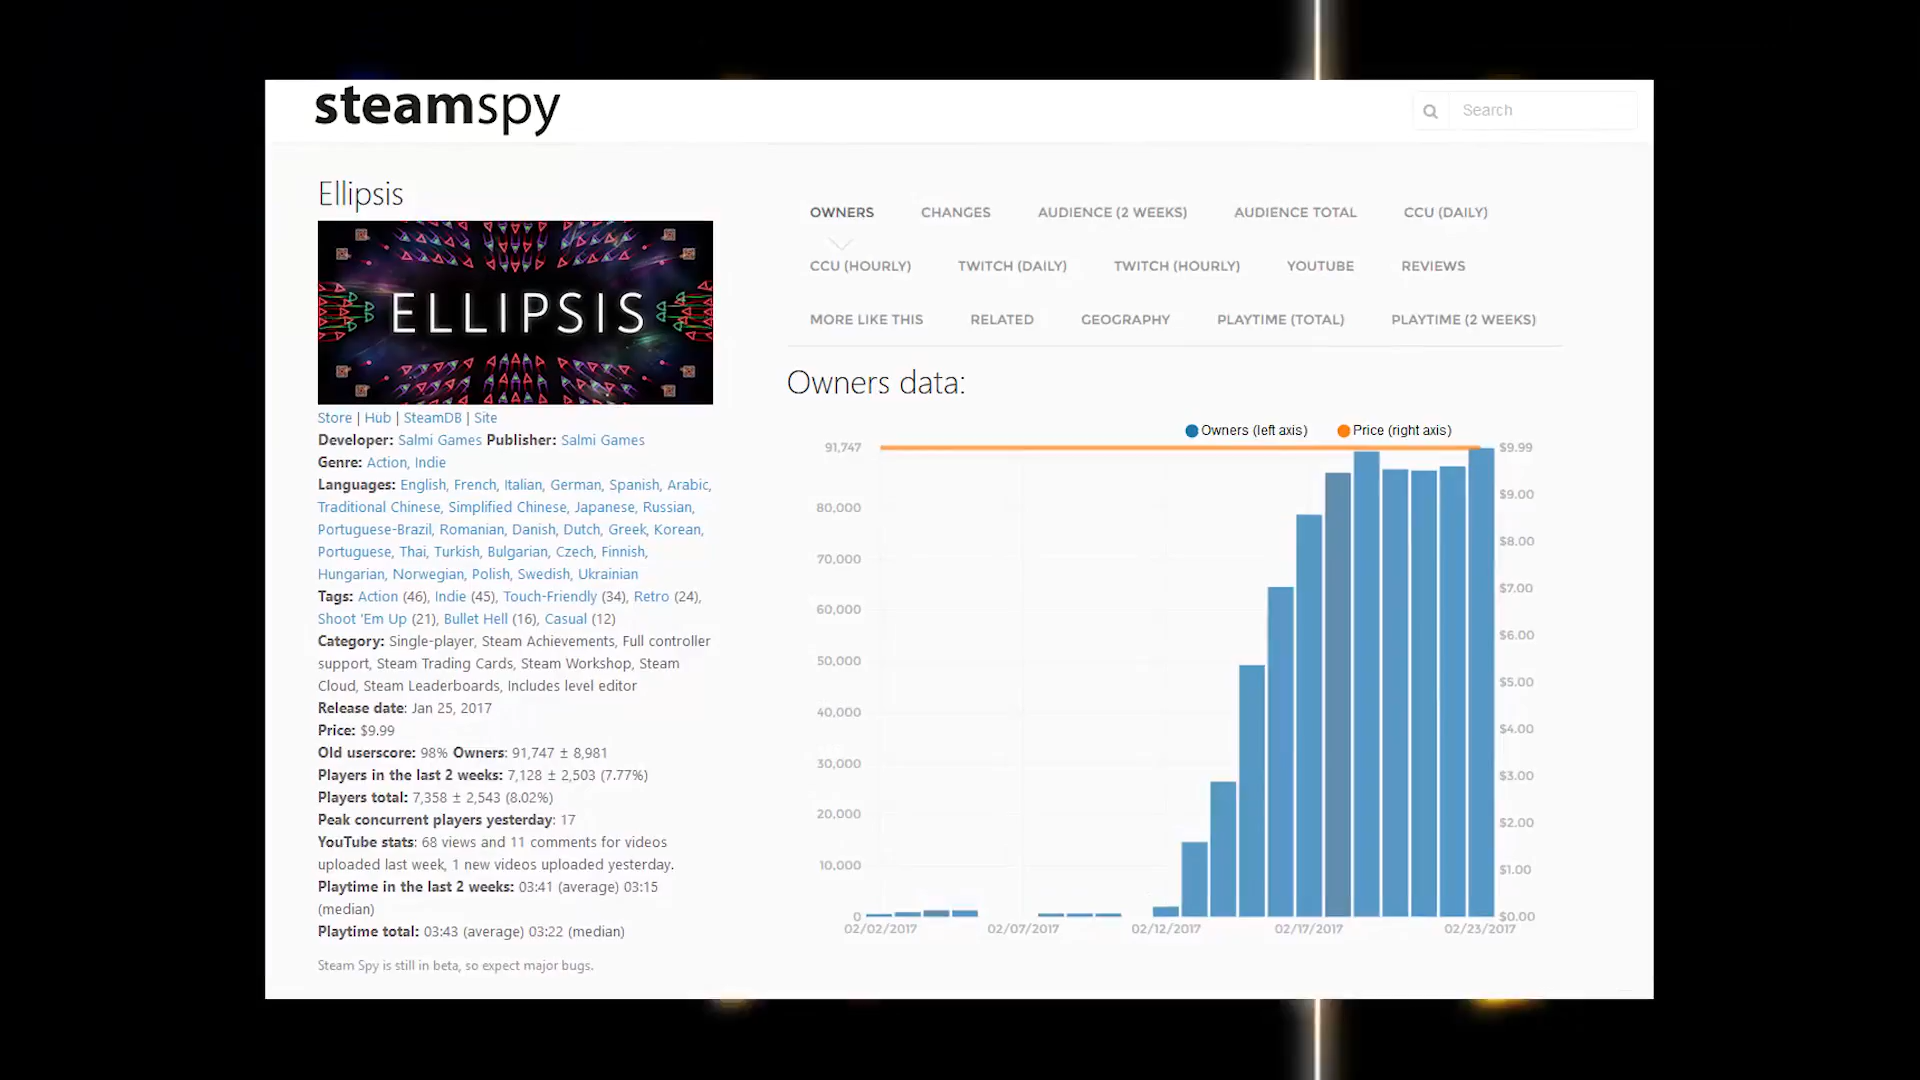 steamspy
Search
Ellipsis
ELLIPSIS
Store | Hub | SteamDB | Site
Developer: Salmi Games Publisher: Salmi Games
Genre: Action, Indie
Languages: English, French, Italian, German, Spanish, Arabic,
Traditional Chinese, Simplified Chinese, Japanese, Russian,
Portuguese-Brazil, Romanian, Danish, Dutch, Greek, Korean,
Portuguese, Thai, Turkish, Bulgarian, Czech, Finnish,
Hungarian, Norwegian, Polish, Swedish, Ukrainian
Tags: Action (46), Indie (45), Touch-Friendly (34), Retro (24),
Shoot 'Em Up (21), Bullet Hell (16), Casual (12)
Category: Single-player, Steam Achievements, Full controller
support, Steam Trading Cards, Steam Workshop, Steam
Cloud, Steam Leaderboards, Includes level editor
Release date: Jan 25, 2017
Price: $9.99
Old userscore: 98% Owners: 91,747 ± 8,981
Players in the last 2 weeks: 7,128 ± 2,503 (7.77%)
Players total: 7,358 ± 2,543 (8.02%)
Peak concurrent players yesterday: 17
YouTube stats: 68 views and 11 comments for videos
uploaded last week, 1 new videos uploaded yesterday.
Playtime in the last 2 weeks: 03:41 (average) 03:15
(median)
Playtime total: 03:43 (average) 03:22 (median)
Steam Spy is still in beta, so expect major bugs.
OWNERS CHANGES AUDIENCE (2 WEEKS) AUDIENCE TOTAL CCU (DAILY)
CCU (HOURLY) TWITCH (DAILY) TWITCH (HOURLY) YOUTUBE REVIEWS
MORE LIKE THIS RELATED GEOGRAPHY PLAYTIME (TOTAL) PLAYTIME (2 WEEKS)
Owners data:
Owners (left axis) Price (right axis)
91,747
80,000
70,000
60,000
50,000
40,000
30,000
20,000
10,000
0
$9.99
$9.00
$8.00
$7.00
$6.00
$5.00
$4.00
$3.00
$2.00
$1.00
$0.00
02/02/2017 02/07/2017 02/12/2017 02/17/2017 02/23/2017